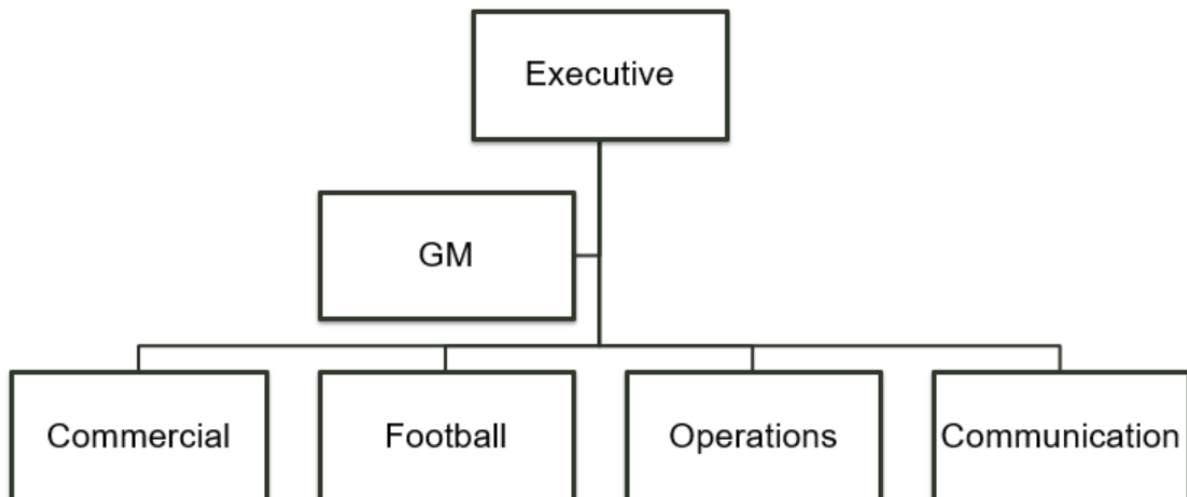 Executive
GM
Commercial
Football
Operations
Communication